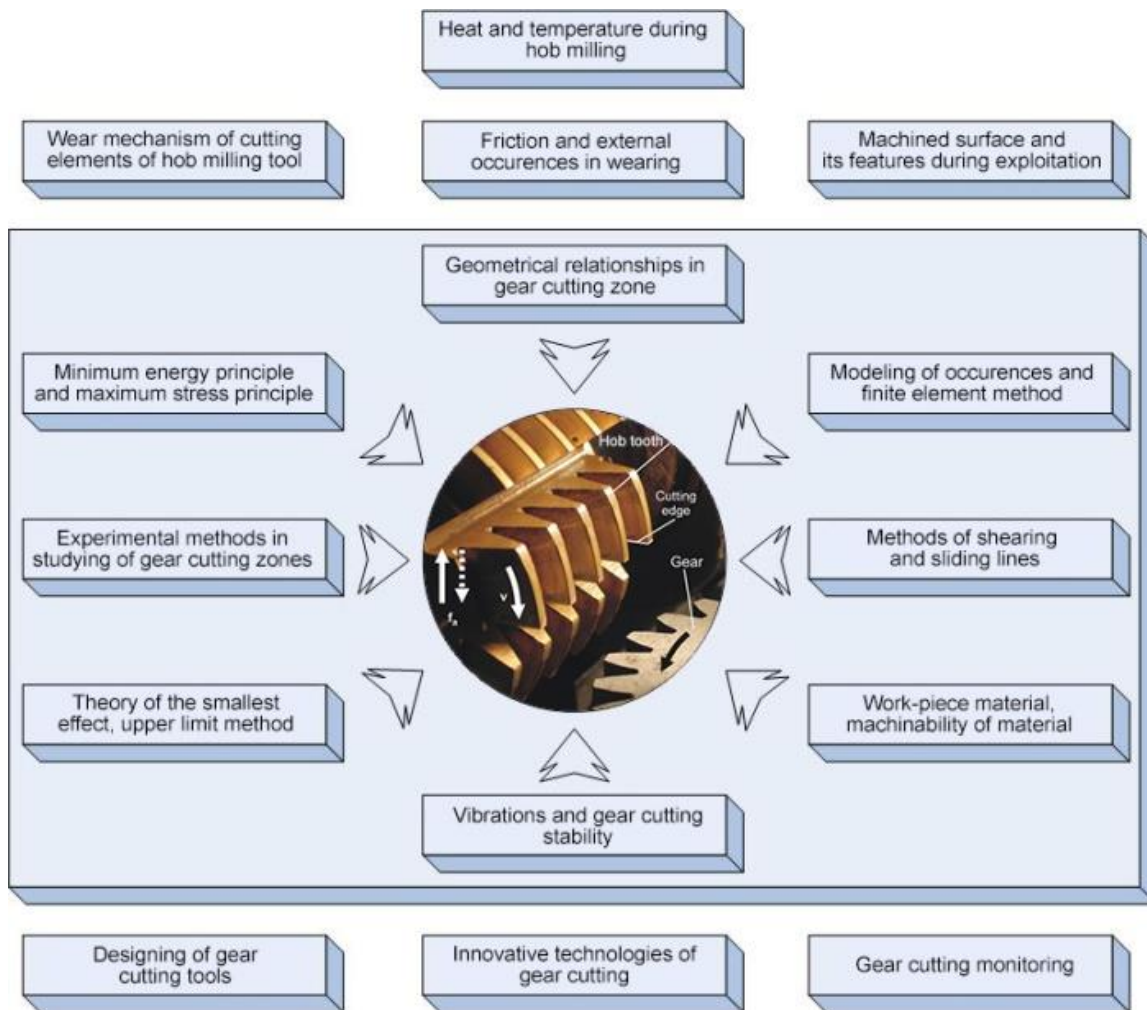 Heat and temperature during
hob milling
Wear mechanism of cutting
elements of hob milling tool
Friction and external
occurences in wearing
Machined surface and
its features during exploitation
Geometrical relationships in
gear cutting zone
Minimum energy principle
and maximum stress principle
Modeling of occurences and
finite element method
Hob tooth
Cutting
edge
Experimental methods in
studying of gear cutting zones
Gear
v
fa
Methods of shearing
and sliding lines
Theory of the smallest
effect, upper limit method
Work-piece material,
machinability of material
Vibrations and gear cutting
stability
Designing of gear
cutting tools
Innovative technologies of
gear cutting
Gear cutting monitoring